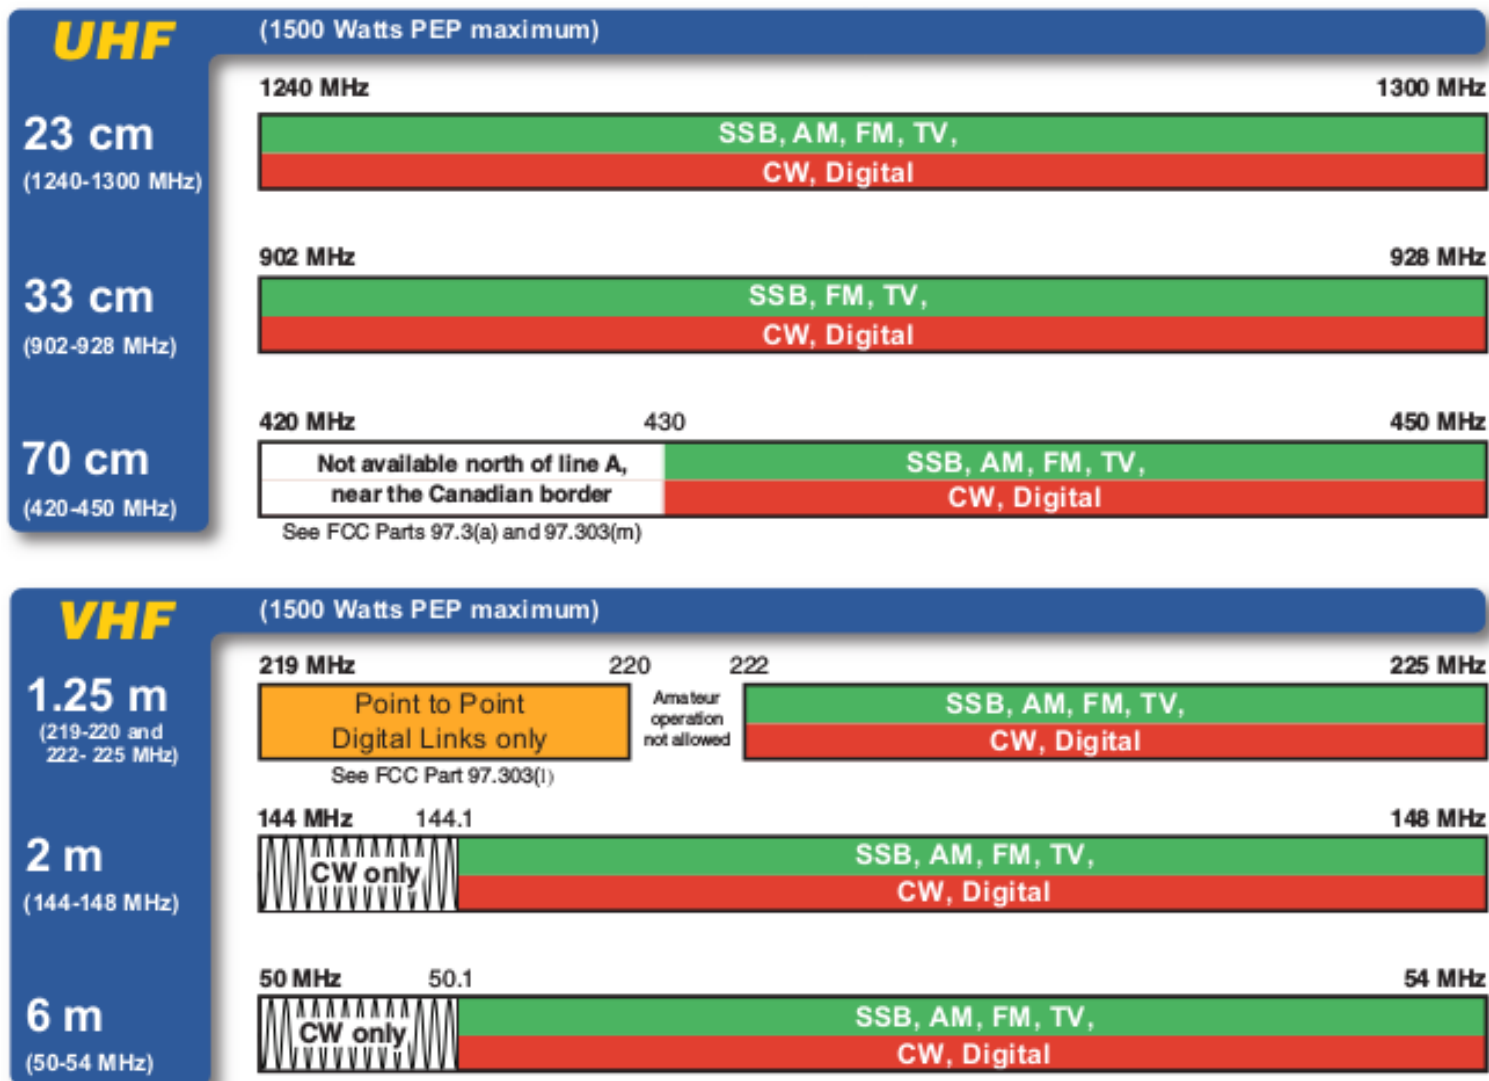 UHF (1500 Watts PEP maximum)
1240 MHz 1300 MHz
23 cm
(1240-1300 MHz)
SSB, AM, FM, TV,
CW, Digital
902 MHz 928 MHz
33 cm
(902-928 MHz)
SSB, FM, TV,
CW, Digital
420 MHz 430 450 MHz
70 cm
(420-450 MHz)
Not available north of line A,
near the Canadian border
SSB, AM, FM, TV,
CW, Digital
See FCC Parts 97.3(a) and 97.303(m)
VHF (1500 Watts PEP maximum)
219 MHz 220 222 225 MHz
1.25 m
(219-220 and
222- 225 MHz)
Point to Point
Digital Links only
Amateur
operation
not allowed
SSB, AM, FM, TV,
CW, Digital
See FCC Part 97.303(l)
144 MHz 144.1 148 MHz
2 m
(144-148 MHz)
CW only
SSB, AM, FM, TV,
CW, Digital
50 MHz 50.1 54 MHz
6 m
(50-54 MHz)
CW only
SSB, AM, FM, TV,
CW, Digital